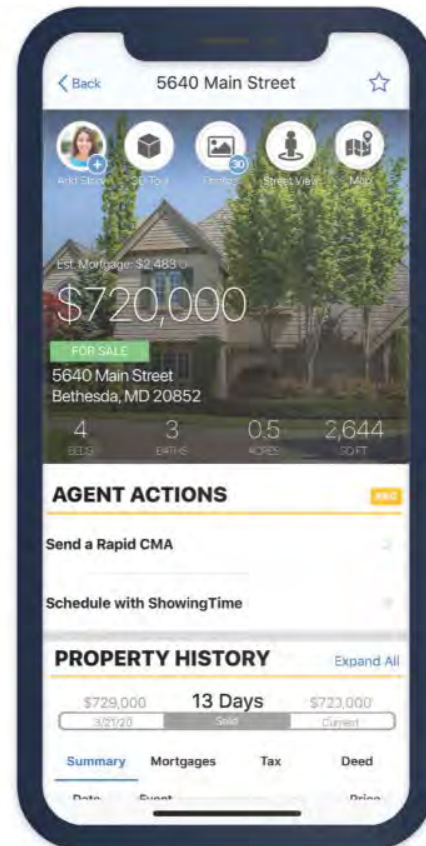 Back
5640 Main Street
Add Story
3D Tour
Photos
30
Street View
Map
Est. Mortgage: $2,483
$720,000
FOR SALE
5640 Main Street
Bethesda, MD 20852
4 3 0.5 2,644
BEDS BATHS ACRES SQ FT
AGENT ACTIONS
Send a Rapid CMA
Schedule with ShowingTime
PROPERTY HISTORY Expand All
$729,000 13 Days
3/21/20 Sold Current
Summary Mortgages Tax Deed
Date Event Price